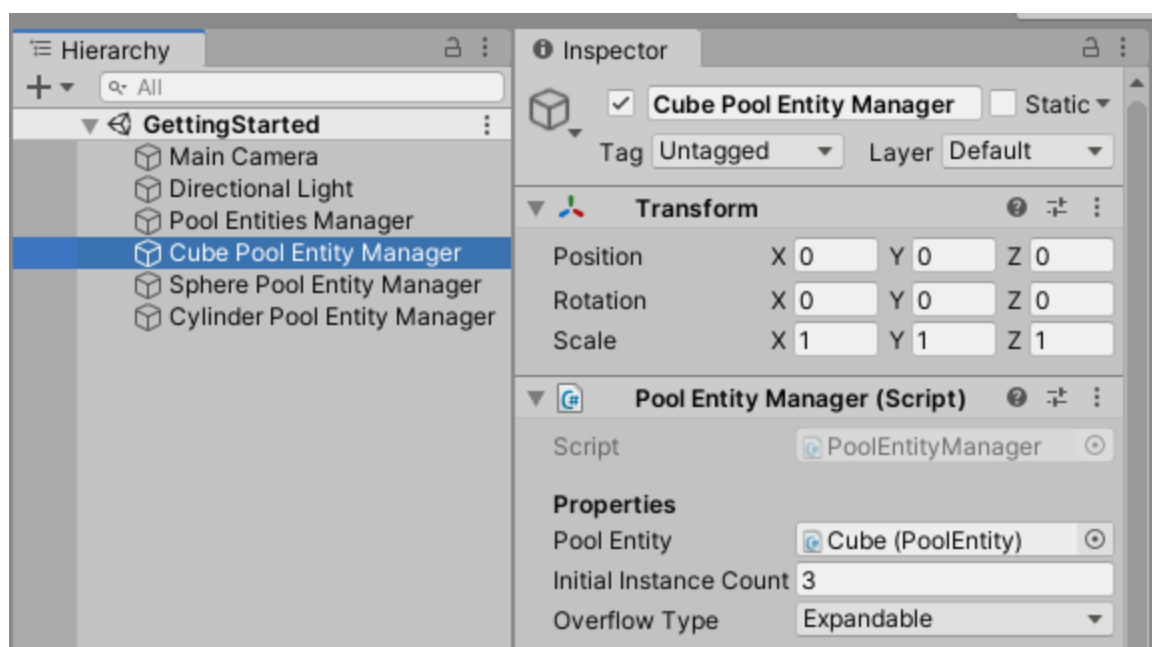 Hierarchy
All
GettingStarted
Main Camera
Directional Light
Pool Entities Manager
Cube Pool Entity Manager
Sphere Pool Entity Manager
Cylinder Pool Entity Manager
Inspector
Cube Pool Entity Manager Static
Tag Untagged Layer Default
Transform
Position X 0 Y 0 Z 0
Rotation X 0 Y 0 Z 0
Scale X 1 Y 1 Z 1
Pool Entity Manager (Script)
Script PoolEntityManager
Properties
Pool Entity Cube (PoolEntity)
Initial Instance Count 3
Overflow Type Expandable